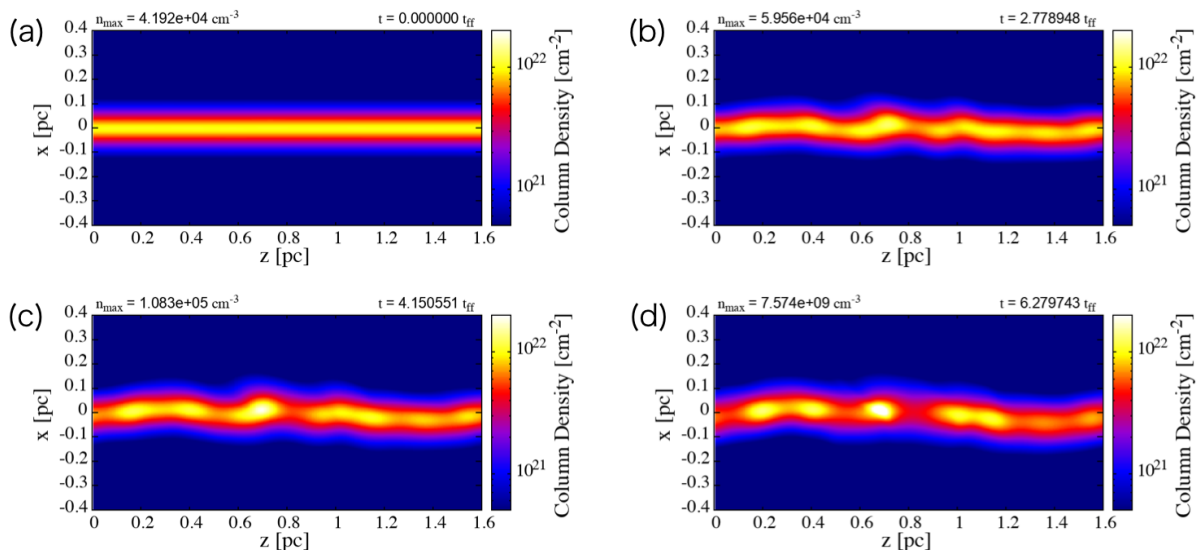 (a)
n_max = 4.192e+04 cm^-3 t = 0.000000 t_ff
0.4
0.3
0.2
0.1
0
-0.1
-0.2
-0.3
-0.4
x [pc]
0 0.2 0.4 0.6 0.8 1 1.2 1.4 1.6
z [pc]
10^22
10^21
Column Density [cm^-2]
(b)
n_max = 5.956e+04 cm^-3 t = 2.778948 t_ff
0.4
0.3
0.2
0.1
0
-0.1
-0.2
-0.3
-0.4
x [pc]
0 0.2 0.4 0.6 0.8 1 1.2 1.4 1.6
z [pc]
10^22
10^21
Column Density [cm^-2]
(c)
n_max = 1.083e+05 cm^-3 t = 4.150551 t_ff
0.4
0.3
0.2
0.1
0
-0.1
-0.2
-0.3
-0.4
x [pc]
0 0.2 0.4 0.6 0.8 1 1.2 1.4 1.6
z [pc]
10^22
10^21
Column Density [cm^-2]
(d)
n_max = 7.574e+09 cm^-3 t = 6.279743 t_ff
0.4
0.3
0.2
0.1
0
-0.1
-0.2
-0.3
-0.4
x [pc]
0 0.2 0.4 0.6 0.8 1 1.2 1.4 1.6
z [pc]
10^22
10^21
Column Density [cm^-2]